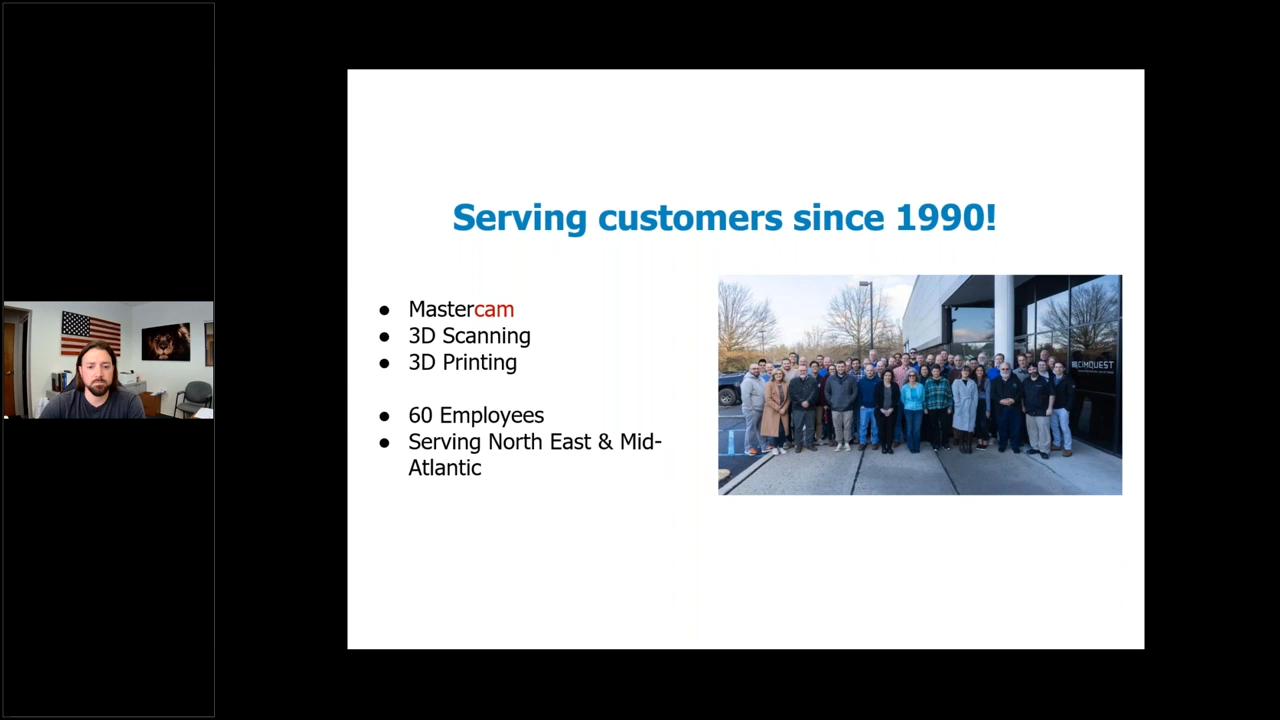 Serving customers since 1990!
● Mastercam
● 3D Scanning
● 3D Printing
● 60 Employees
● Serving North East & Mid-
Atlantic
CIMQUEST